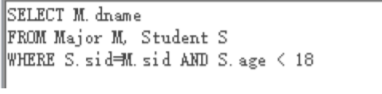 SELECT M.dname
FROM Major M, Student S
WHERE S.sid=M.sid AND S.age < 18